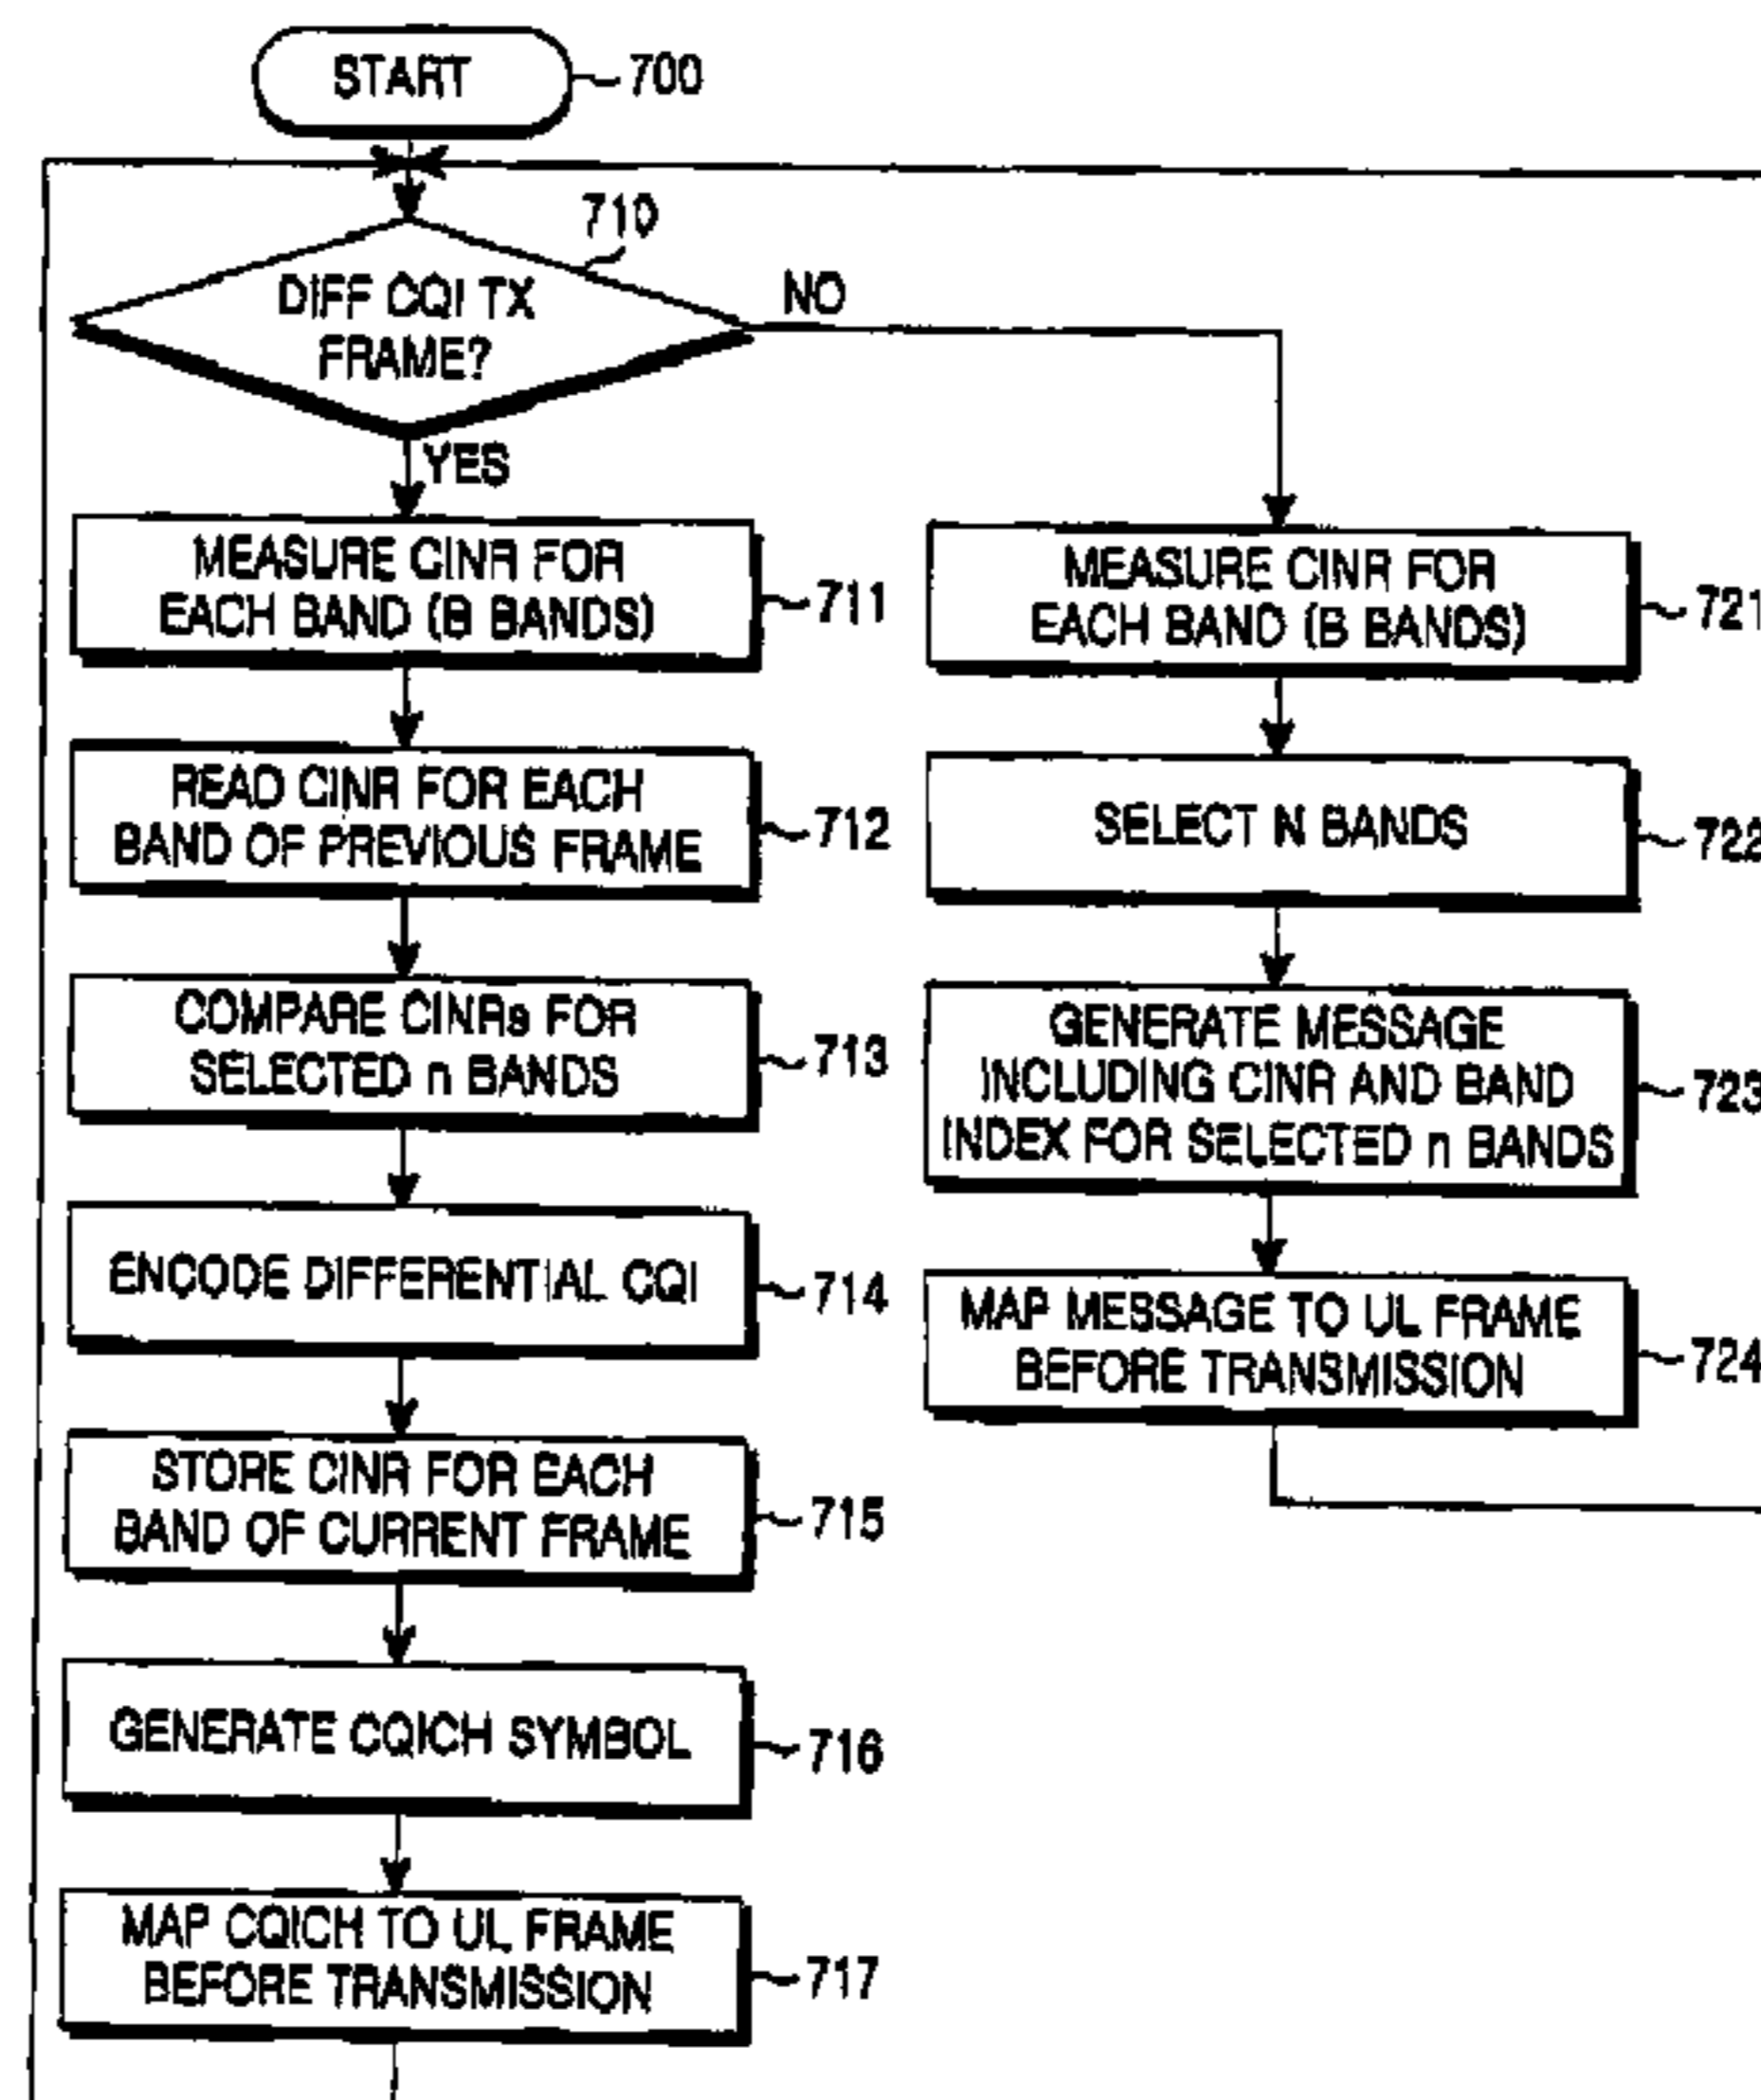 START
700
710
DIFF CQI TX
FRAME?
NO
YES
MEASURE CINR FOR
EACH BAND (B BANDS)
711
READ CINR FOR EACH
BAND OF PREVIOUS FRAME
712
COMPARE CINRs FOR
SELECTED n BANDS
713
ENCODE DIFFERENTIAL CQI
714
STORE CINR FOR EACH
BAND OF CURRENT FRAME
715
GENERATE CQICH SYMBOL
716
MAP CQICH TO UL FRAME
BEFORE TRANSMISSION
717
MEASURE CINR FOR
EACH BAND (B BANDS)
721
SELECT N BANDS
722
GENERATE MESSAGE
INCLUDING CINR AND BAND
INDEX FOR SELECTED n BANDS
723
MAP MESSAGE TO UL FRAME
BEFORE TRANSMISSION
724